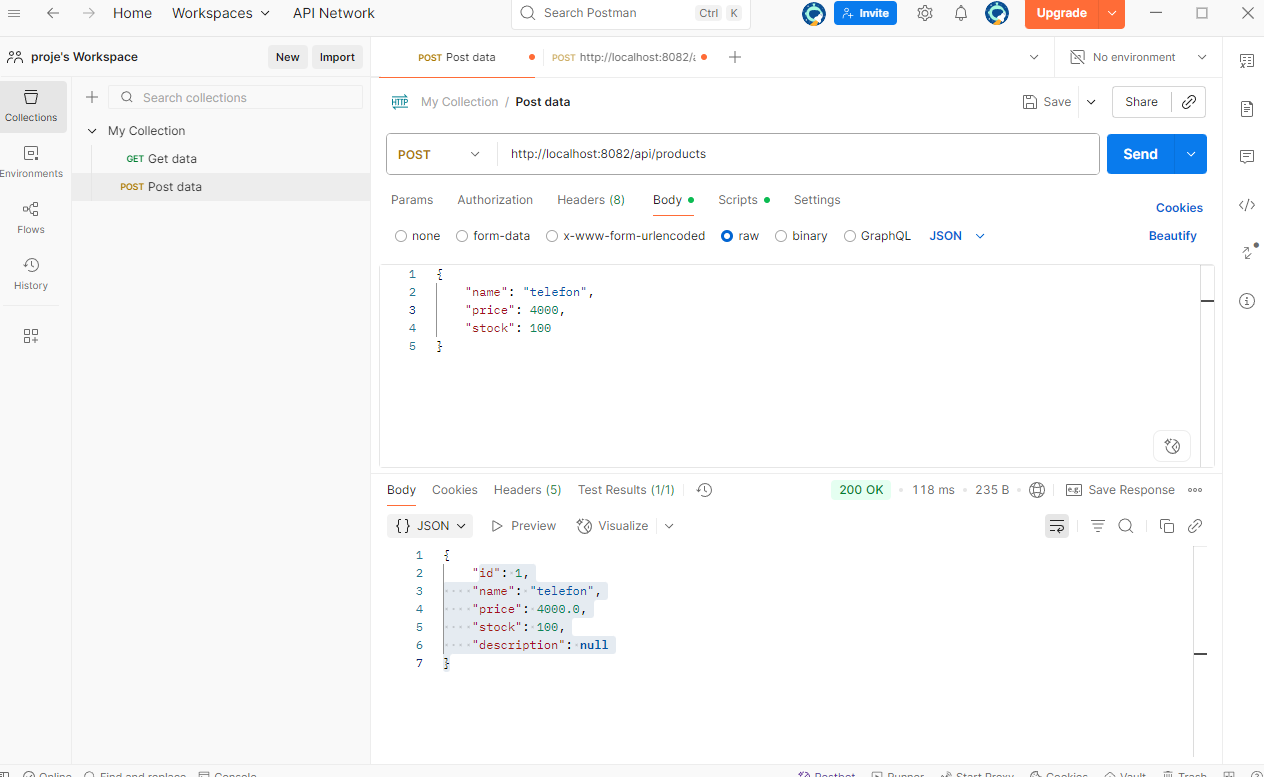 Home Workspaces API Network Search Postman Ctrl K Invite Upgrade
proje's Workspace New Import POST Post data POST http://localhost:8082/a No environment
Collections
Environments
Flows
History
Search collections
My Collection
GET Get data
POST Post data
HTTP My Collection / Post data Save Share
POST http://localhost:8082/api/products Send
Params Authorization Headers (8) Body Scripts Settings Cookies
none form-data x-www-form-urlencoded raw binary GraphQL JSON Beautify
1 {
2 "name": "telefon",
3 "price": 4000,
4 "stock": 100
5 }
Body Cookies Headers (5) Test Results (1/1) 200 OK • 118 ms • 235 B • e.g. Save Response
{} JSON Preview Visualize
1 {
2 "id": 1,
3 "name": "telefon",
4 "price": 4000.0,
5 "stock": 100,
6 "description": null
7 }
Online Find and replace Console Postbot Runner Start Proxy Cookies Vault Trash